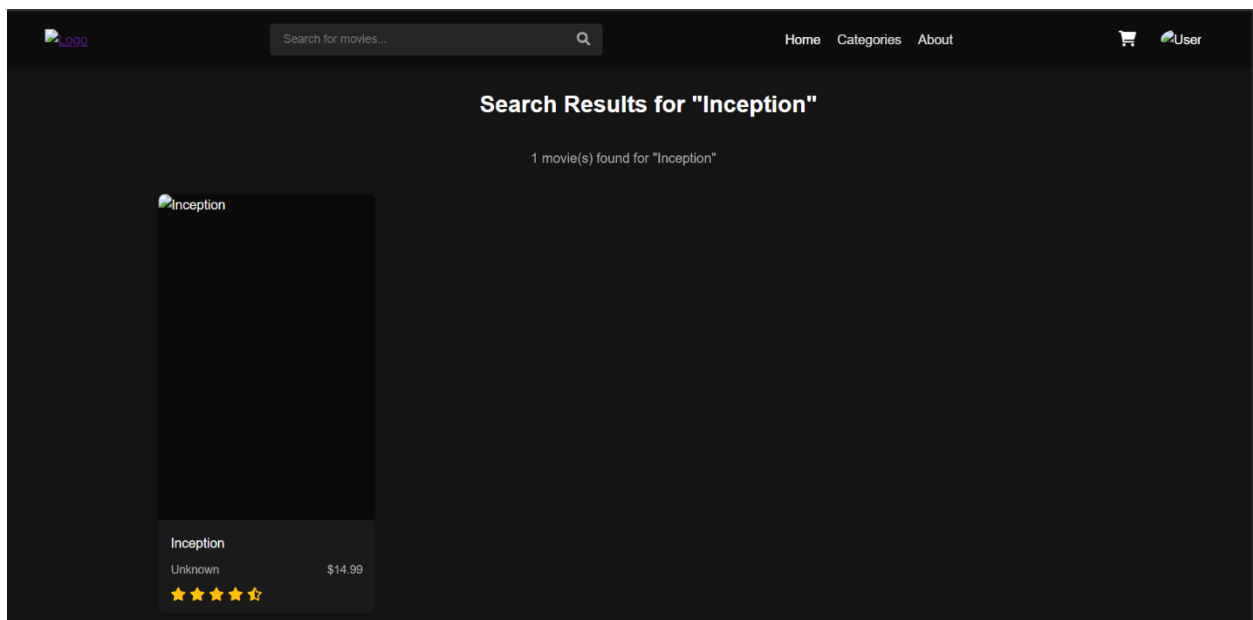 Logo
Search for movies...
Home Categories About
User
Search Results for "Inception"
1 movie(s) found for "Inception"
Inception
Inception
Unknown $14.99